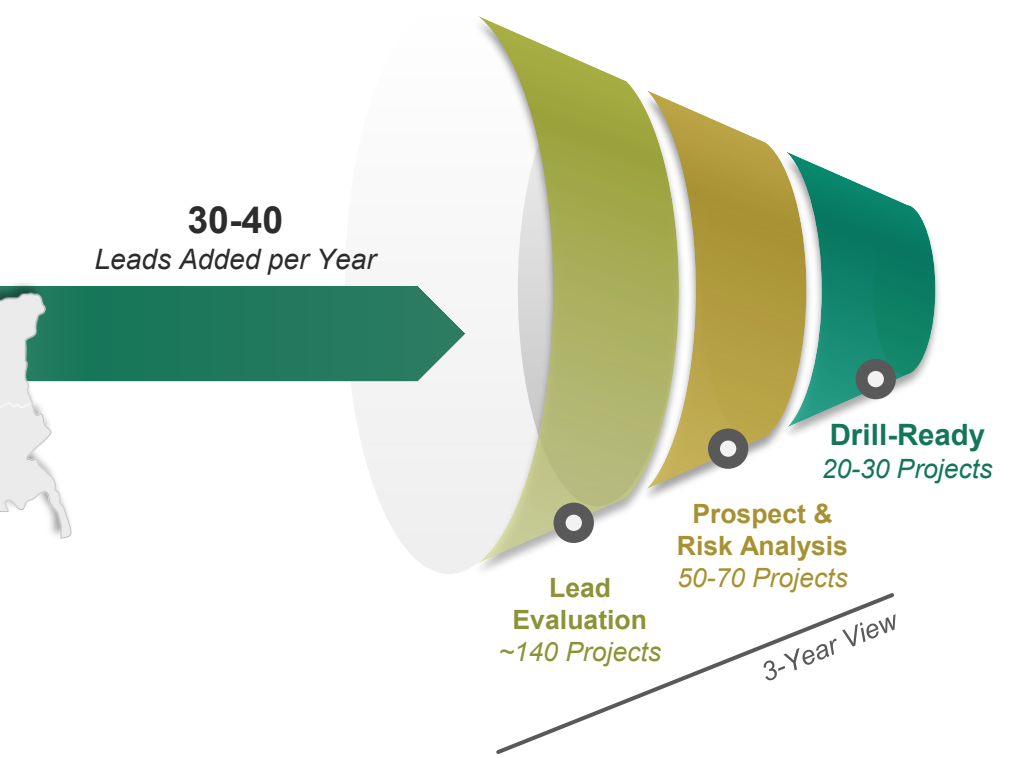 30-40
Leads Added per Year
Drill-Ready
20-30 Projects
Prospect &
Risk Analysis
50-70 Projects
Lead
Evaluation
~140 Projects
3-Year View